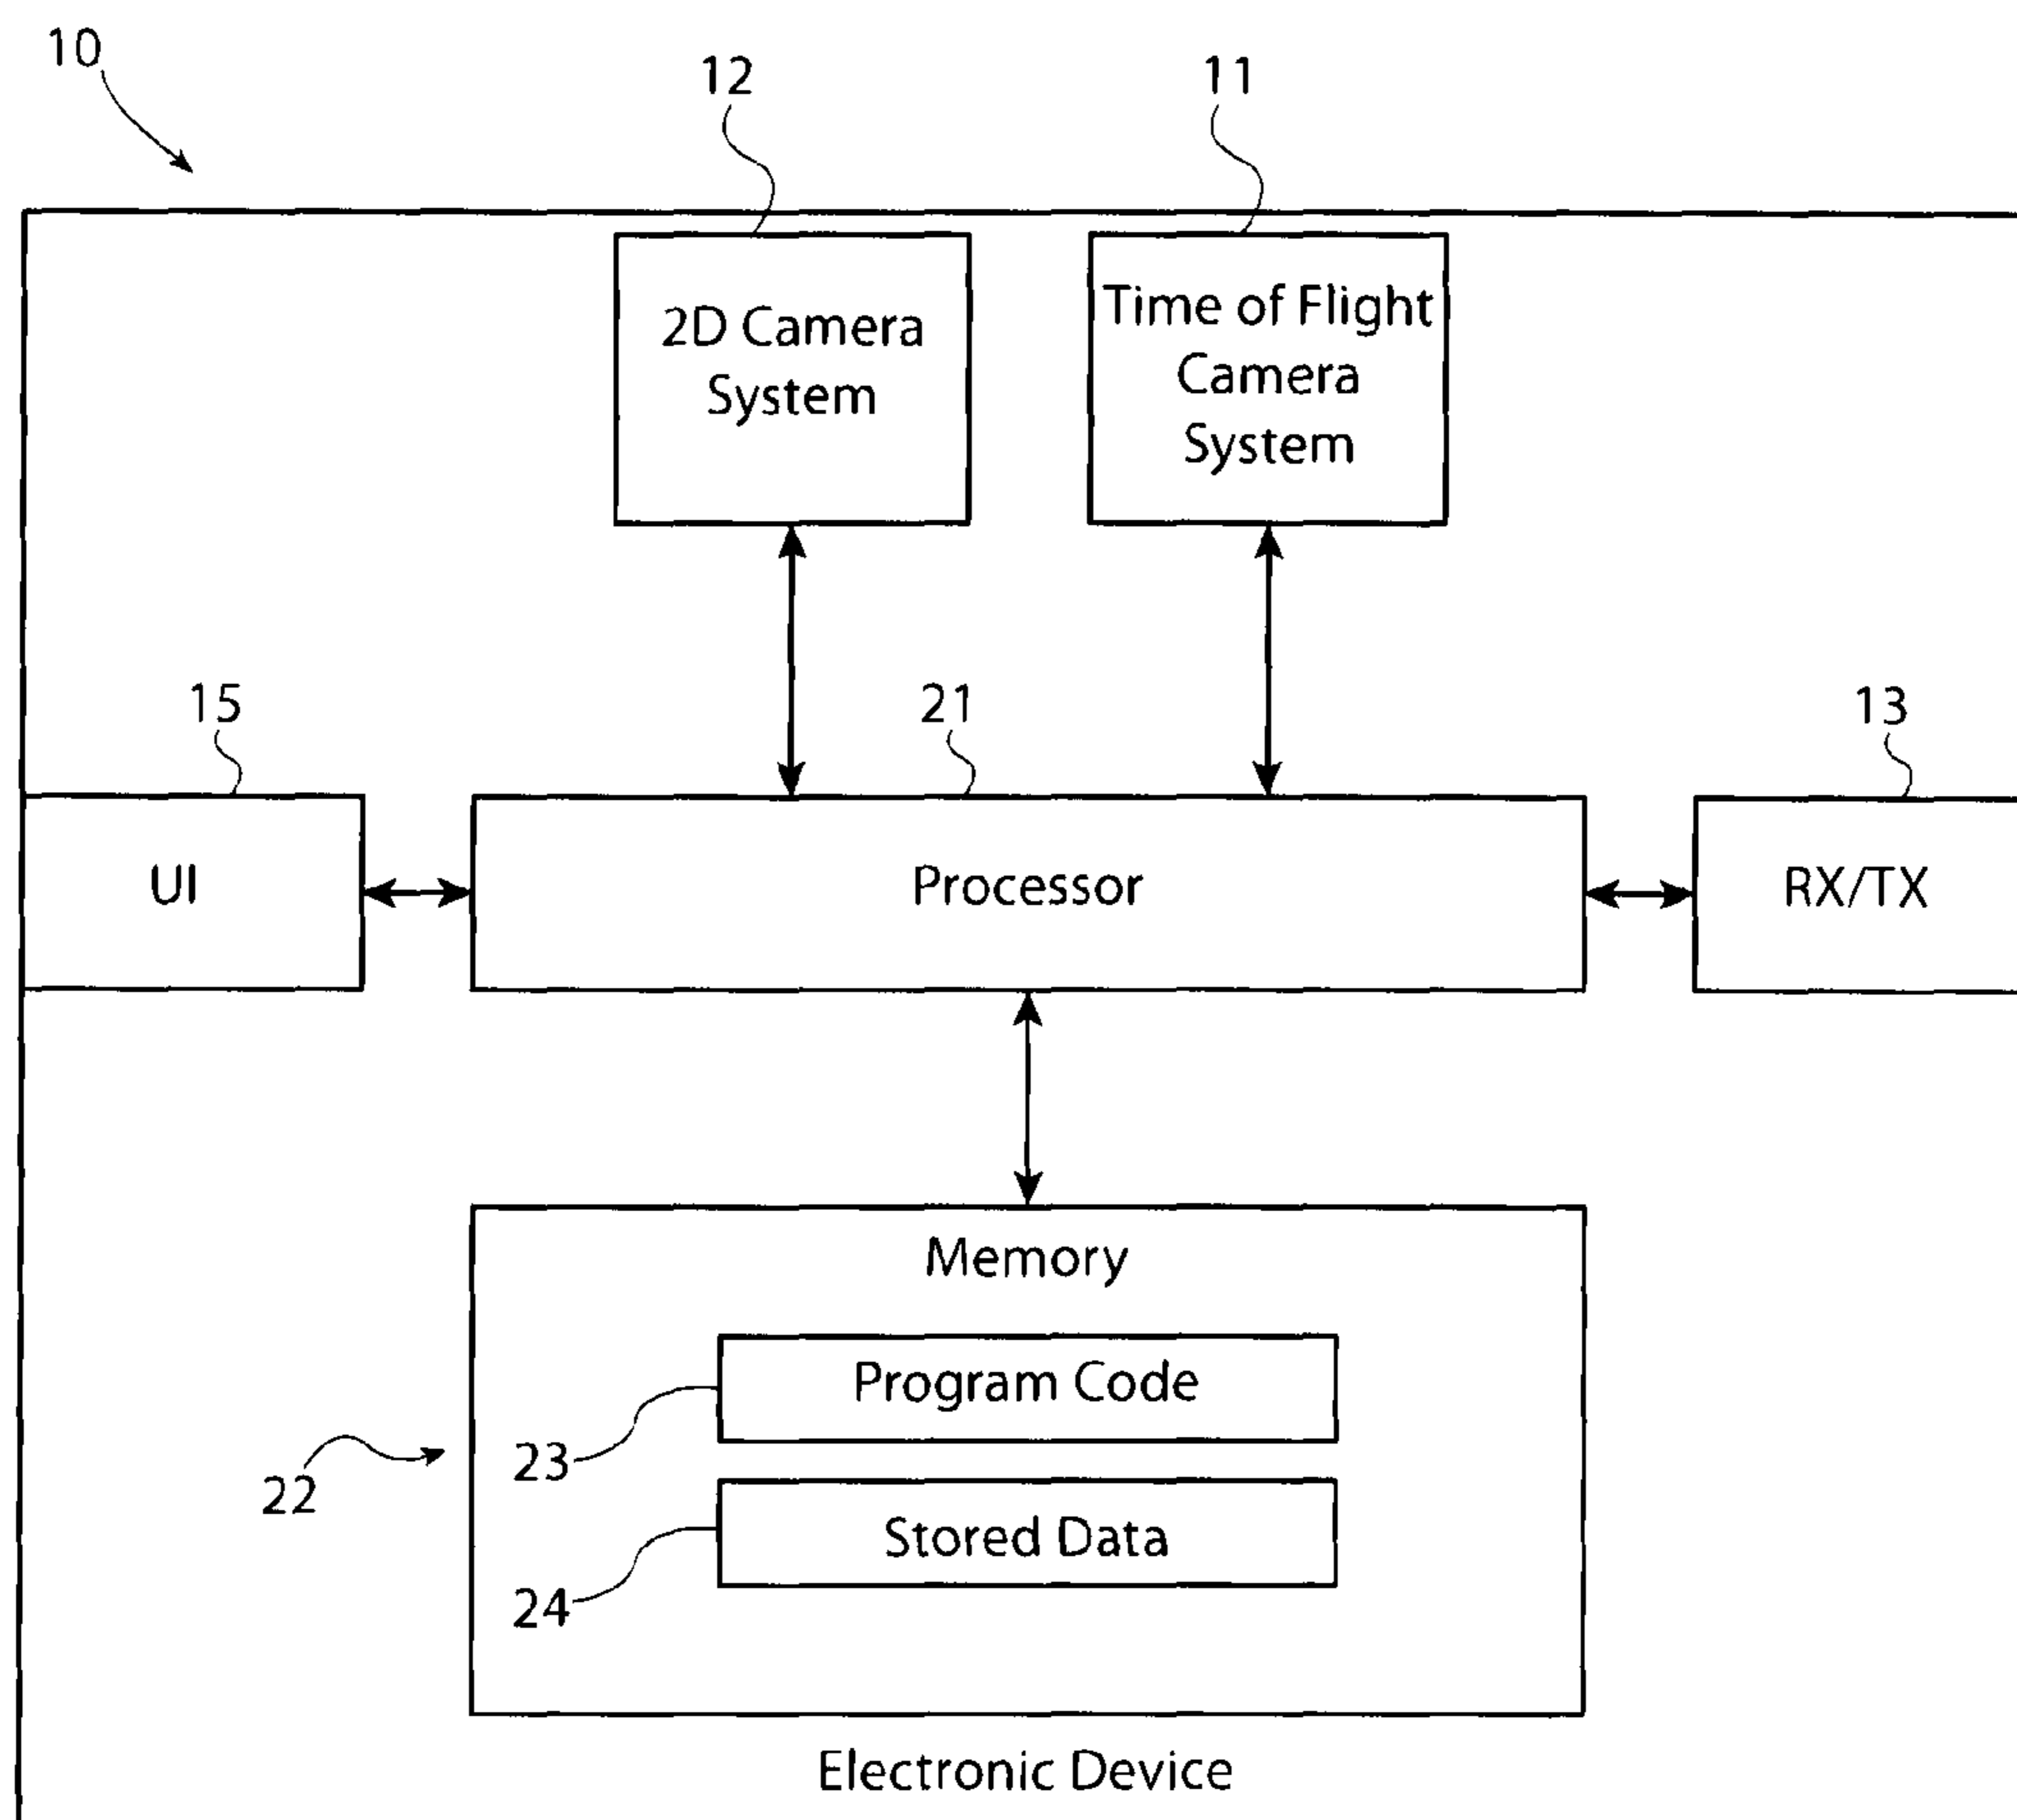 10
12
11
2D Camera
System
Time of Flight
Camera
System
15
21
13
UI
Processor
RX/TX
Memory
Program Code
23
22
Stored Data
24
Electronic Device